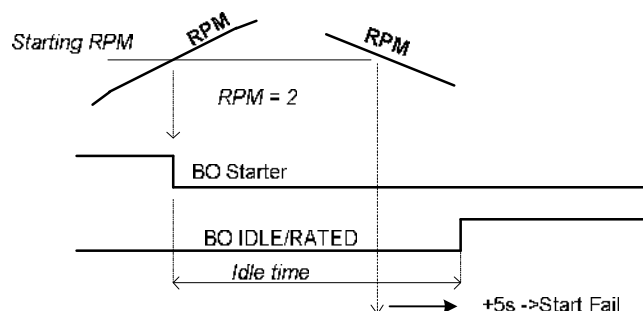 RPM
RPM
Starting RPM
RPM = 2
BO Starter
BO IDLE/RATED
Idle time
+5s ->Start Fail